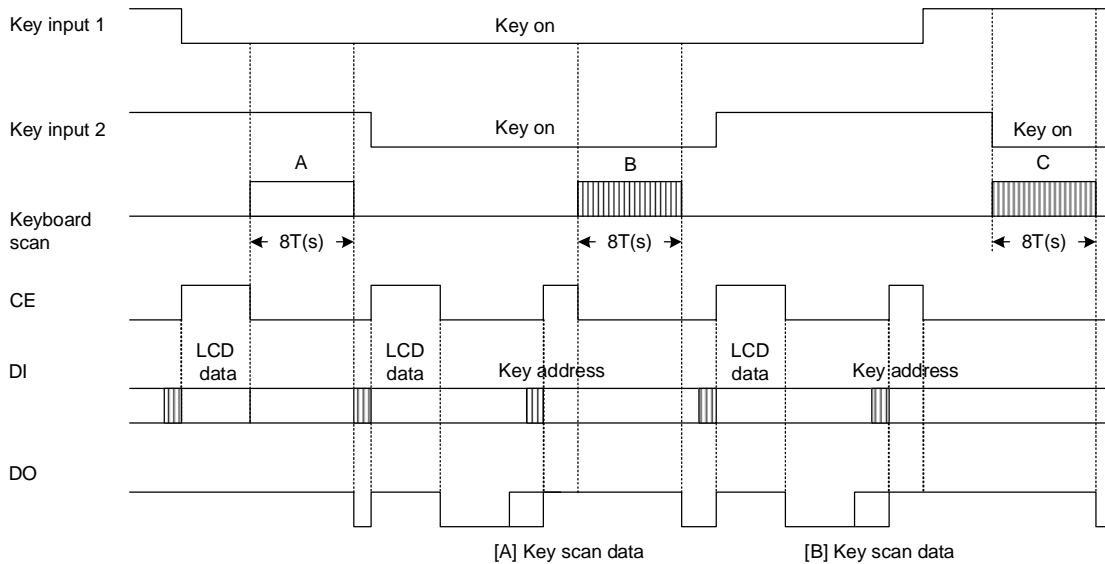 Key input 1
Key on
Key input 2
Key on
Key on
A
B
C
Keyboard
scan
8T(s)
8T(s)
8T(s)
CE
LCD
data
LCD
data
LCD
data
DI
Key address
Key address
DO
[A] Key scan data
[B] Key scan data